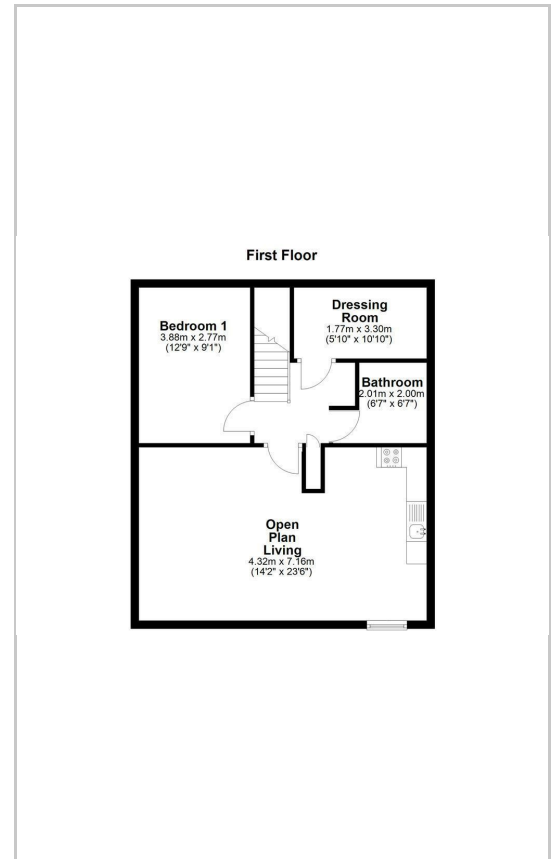 First Floor
Bedroom 1
3.88m x 2.77m
(12'9" x 9'1")
Dressing
Room
1.77m x 3.30m
(5'10" x 10'10")
Bathroom
2.01m x 2.00m
(6'7" x 6'7")
Open
Plan
Living
4.32m x 7.16m
(14'2" x 23'6")